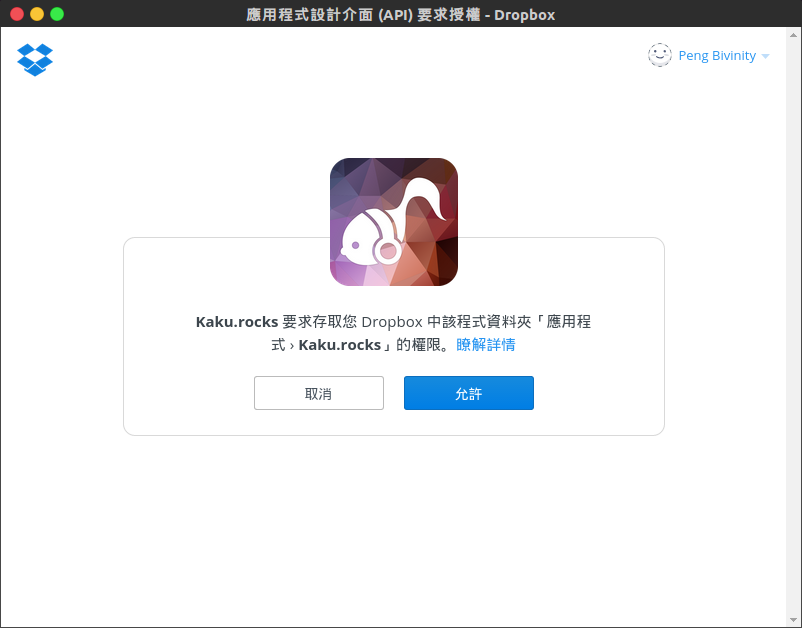 應用程式設計介面 (API) 要求授權 - Dropbox
Peng Bivinity
Kaku.rocks 要求存取您 Dropbox 中該程式資料夾「應用程
式 › Kaku.rocks」的權限。瞭解詳情
取消
允許